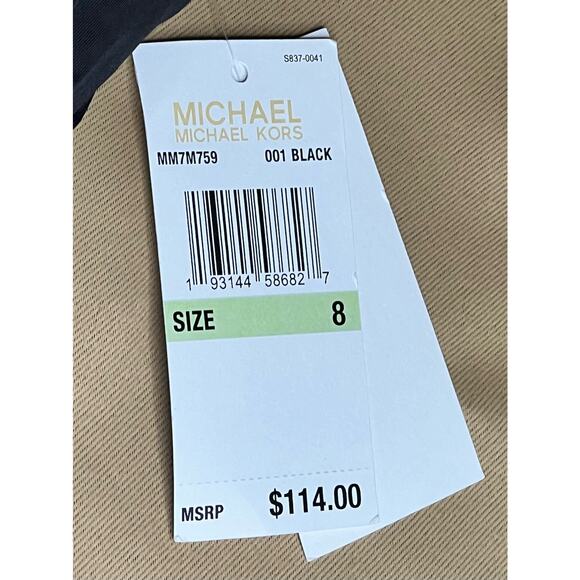 S837-0041
MICHAEL
MICHAEL KORS
MM7M759 001 BLACK
1 93144 58682 7
SIZE 8
MSRP $114.00